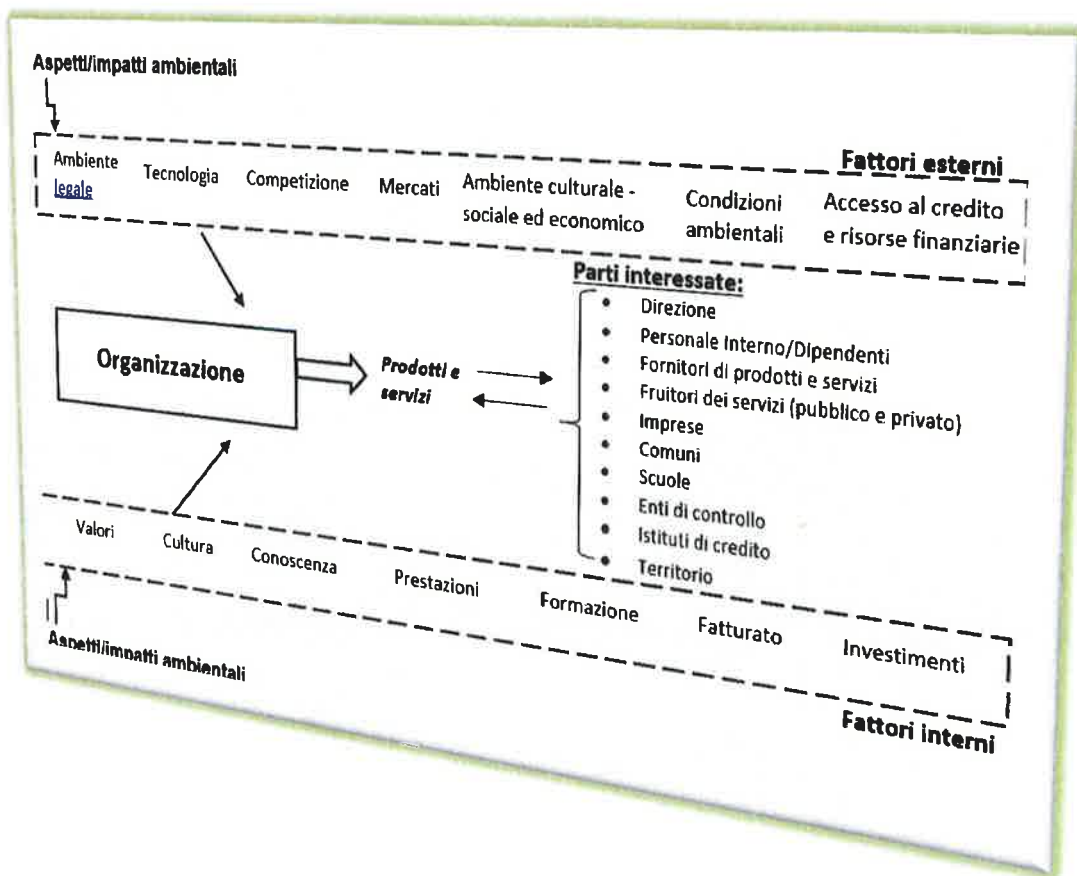 Aspetti/impatti ambientali
Fattori esterni
Ambiente legale
Tecnologia
Competizione
Mercati
Ambiente culturale -
sociale ed economico
Condizioni
ambientali
Accesso al credito
e risorse finanziarie
Parti interessate:
Organizzazione
Prodotti e
servizi
• Direzione
• Personale Interno/Dipendenti
• Fornitori di prodotti e servizi
• Fruitori dei servizi (pubblico e privato)
• Imprese
• Comuni
• Scuole
• Enti di controllo
• Istituti di credito
• Territorio
Valori
Cultura
Conoscenza
Prestazioni
Formazione
Fatturato
Investimenti
Aspetti/impatti ambientali
Fattori interni